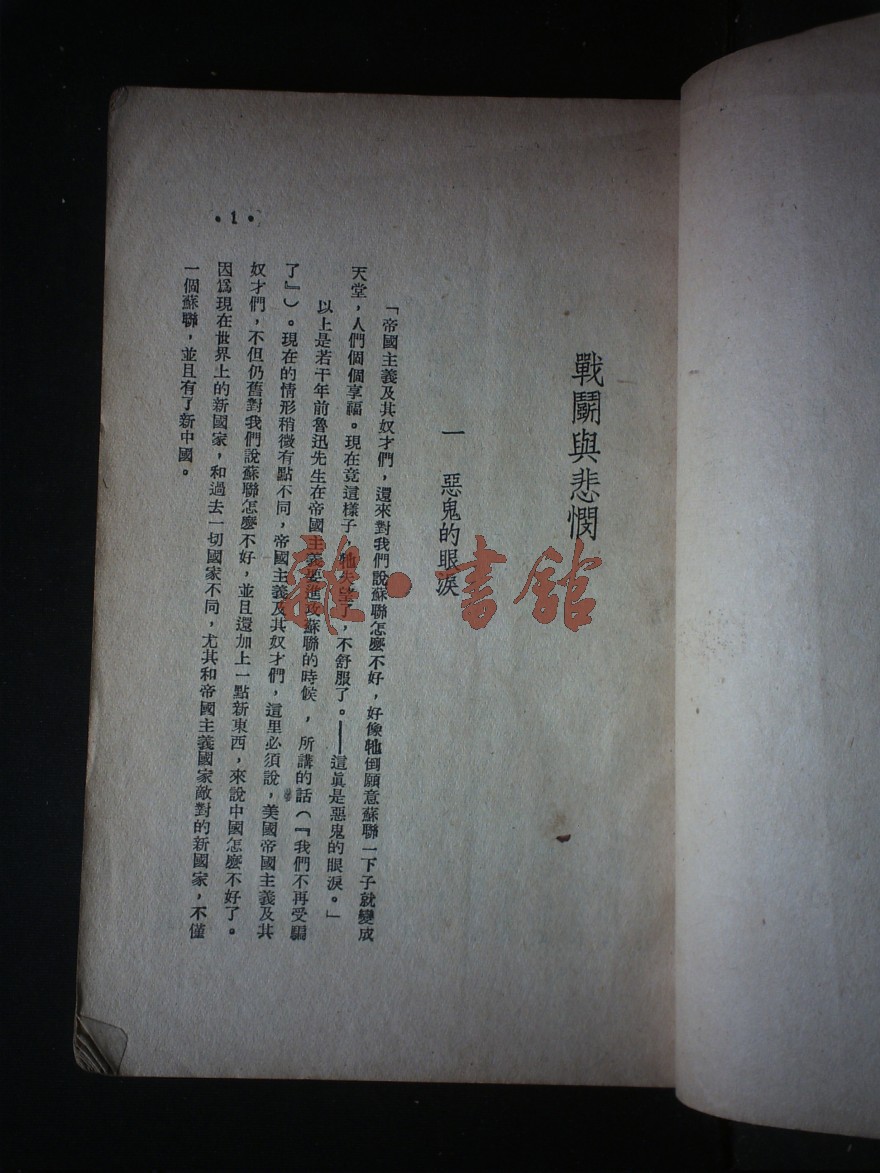 戰鬪與悲憫
一 惡鬼的眼淚
「帝國主義及其奴才們，還來對我們說蘇聯怎麽不好，好像牠倒願意蘇聯一下子就變成
天堂，人們個個享福。現在竟這樣子，牠失望了，不舒服了。——這眞是惡鬼的眼淚。」
以上是若干年前魯迅先生在帝國主義要進攻蘇聯的時候，所講的話（『我們不再受騙
了』）。現在的情形稍微有點不同，帝國主義及其奴才們，這里必須說，美國帝國主義及其
奴才們，不但仍舊對我們說蘇聯怎麽不好，並且還加上一點新東西，來說中國怎麽不好了。
因爲現在世界上的新國家，和過去一切國家不同，尤其和帝國主義國家敵對的新國家，不僅
一個蘇聯，並且有了新中國。
•1•
龍•書館